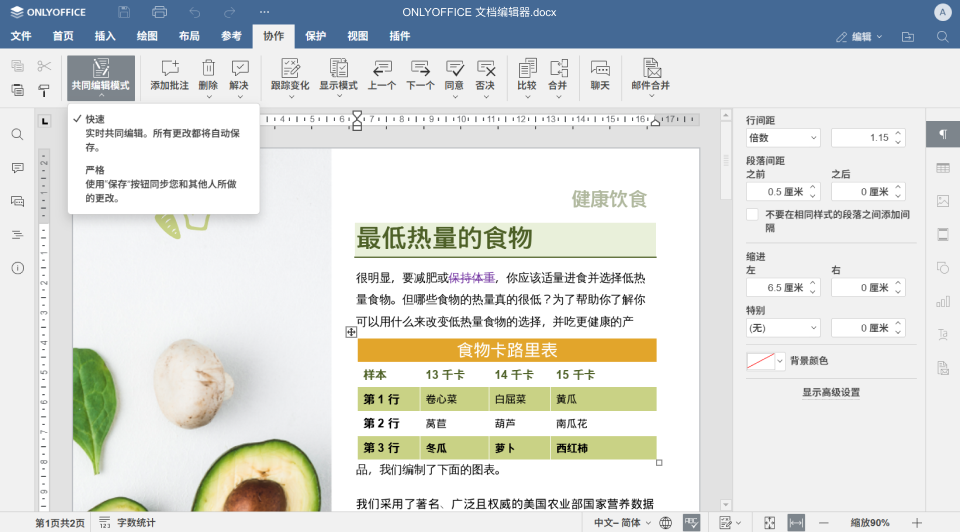 ONLYOFFICE
ONLYOFFICE 文档编辑器.docx
A
文件 首页 插入 绘图 布局 参考 协作 保护 视图 插件
编辑
共同编辑模式 添加批注 删除 解决 跟踪变化 显示模式 上一个 下一个 同意 否决 比较 合并 聊天 邮件合并
快速
实时共同编辑。所有更改都将自动保
存。
严格
使用"保存"按钮同步您和其他人所做
的更改。
健康饮食
最低热量的食物
很明显，要减肥或保持体重，你应该适量进食并选择低热
量食物。但哪些食物的热量真的很低？为了帮助你了解你
可以用什么来改变低热量食物的选择，并吃更健康的产
食物卡路里表
样本 13 千卡 14 千卡 15 千卡
第 1 行 卷心菜 白屈菜 黄瓜
第 2 行 莴苣 葫芦 南瓜花
第 3 行 冬瓜 萝卜 西红柿
品，我们编制了下面的图表。
我们采用了著名、广泛且权威的美国农业部国家营养数据
行间距
倍数 1.15
段落间距
之前 之后
0.5 厘米 0 厘米
不要在相同样式的段落之间添加间
隔
缩进
左 右
6.5 厘米 0 厘米
特别
(无) 0 厘米
背景颜色
显示高级设置
第1页共2页 字数统计 中文– 简体 缩放90%